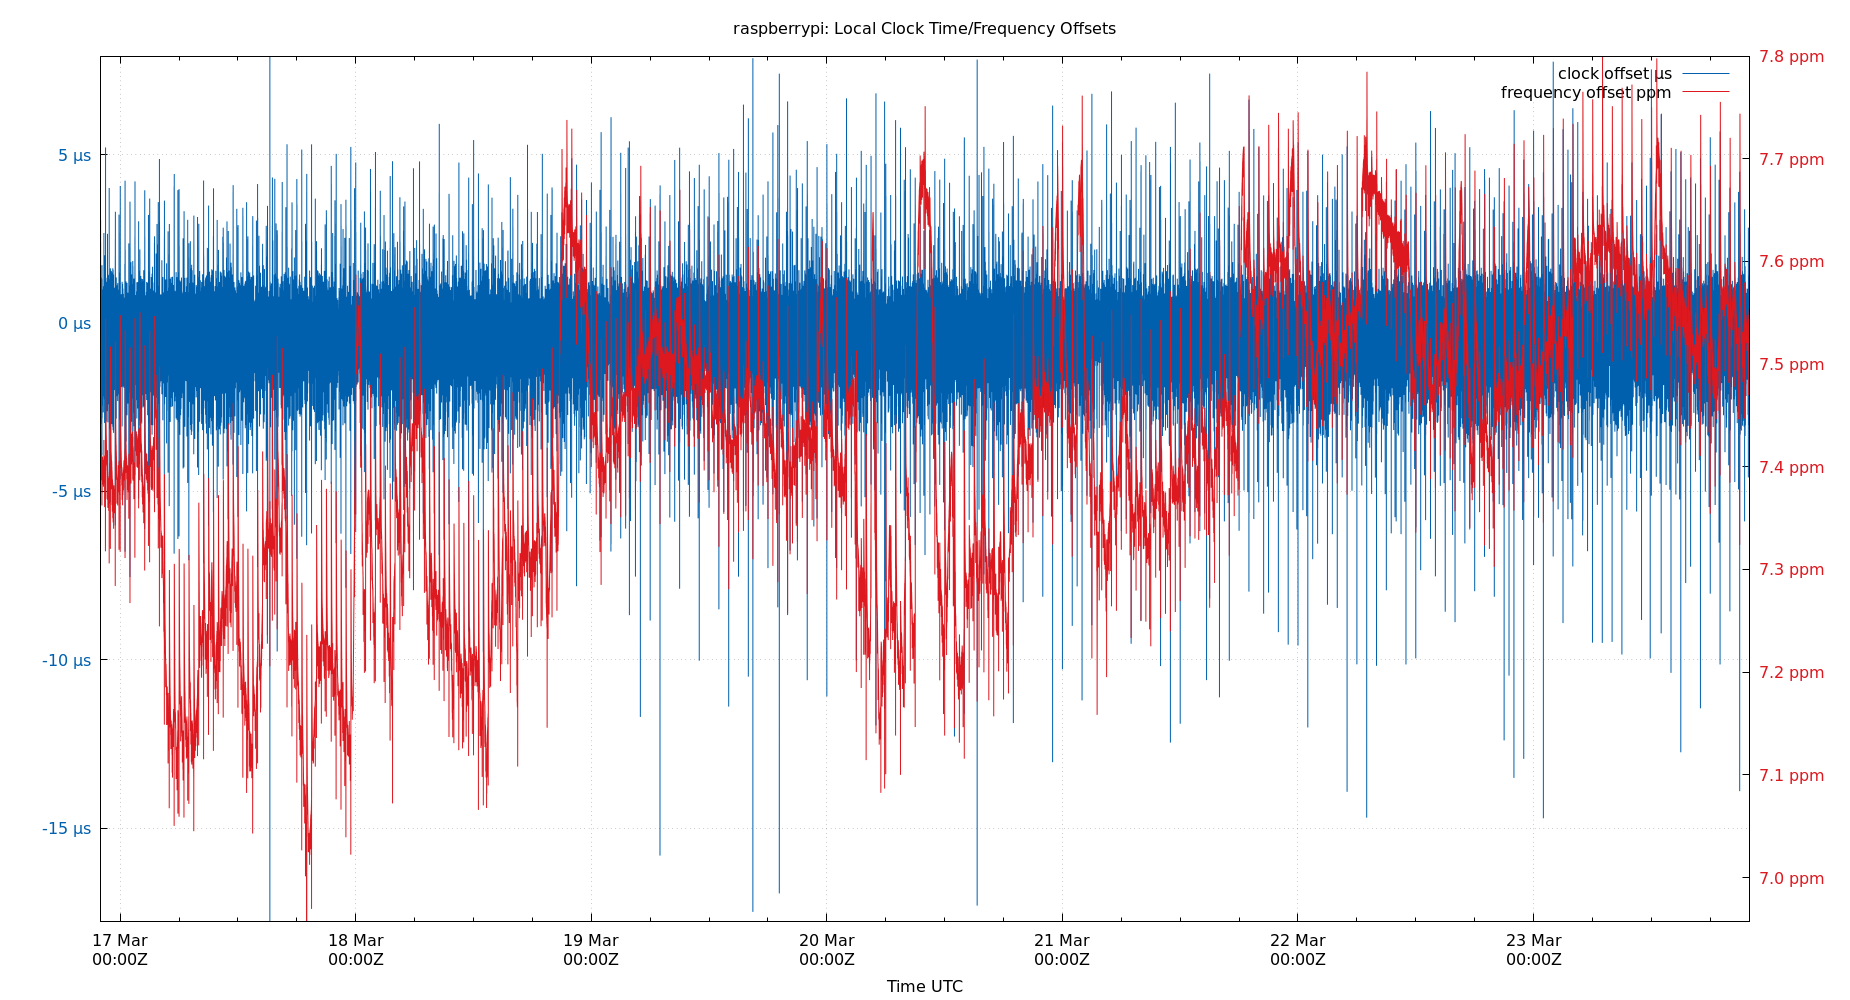 raspberrypi: Local Clock Time/Frequency Offsets
7.8 ppm
clock offset µs
frequency offset ppm
5 µs
7.7 ppm
7.6 ppm
0 µs
7.5 ppm
7.4 ppm
-5 µs
7.3 ppm
-10 µs
7.2 ppm
7.1 ppm
-15 µs
7.0 ppm
17 Mar 18 Mar 19 Mar 20 Mar 21 Mar 22 Mar 23 Mar
00:00Z 00:00Z 00:00Z 00:00Z 00:00Z 00:00Z 00:00Z
Time UTC